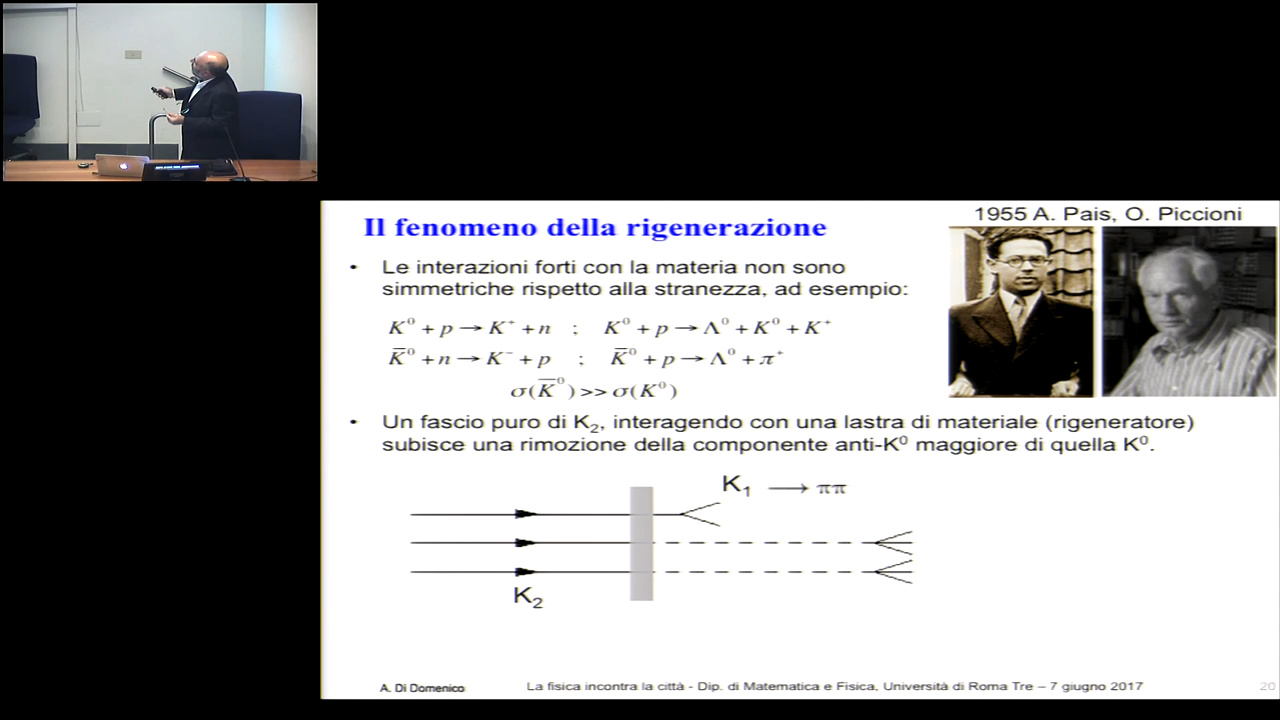 Il fenomeno della rigenerazione
1955 A. Pais, O. Piccioni
• Le interazioni forti con la materia non sono
simmetriche rispetto alla stranezza, ad esempio:
K⁰ + p → K⁺ + n ; K⁰ + p → Λ⁰ + K⁰ + K⁺
K̅⁰ + n → K⁻ + p ; K̅⁰ + p → Λ⁰ + π⁺
σ(K̅⁰) >> σ(K⁰)
• Un fascio puro di K₂, interagendo con una lastra di materiale (rigeneratore)
subisce una rimozione della componente anti-K⁰ maggiore di quella K⁰.
K₁ → ππ
K₂
A. Di Domenico
La fisica incontra la città - Dip. di Matematica e Fisica, Università di Roma Tre – 7 giugno 2017
20